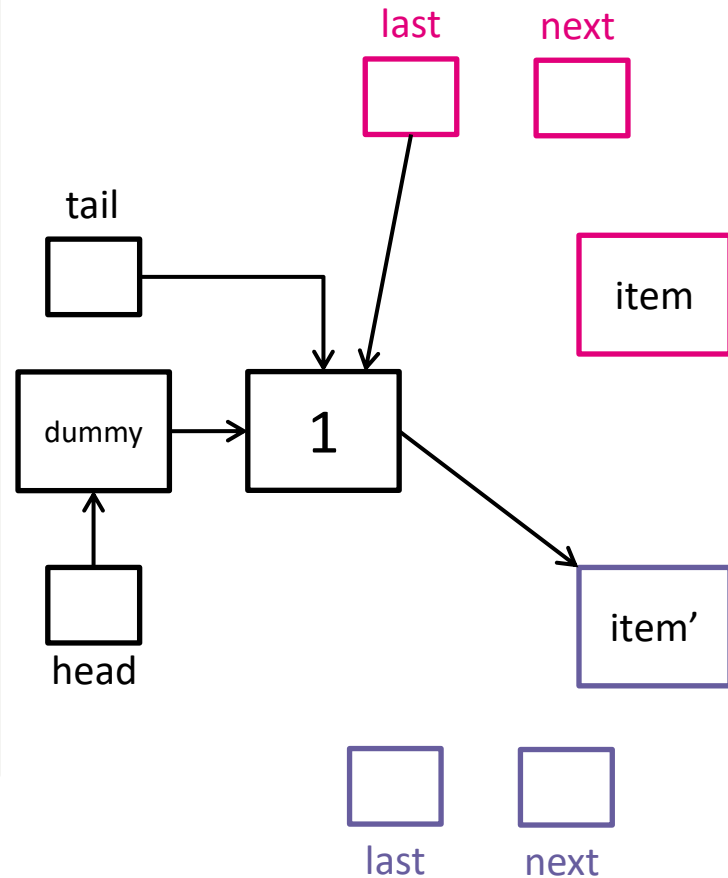 last next
tail
item
dummy 1
item’
head
last next